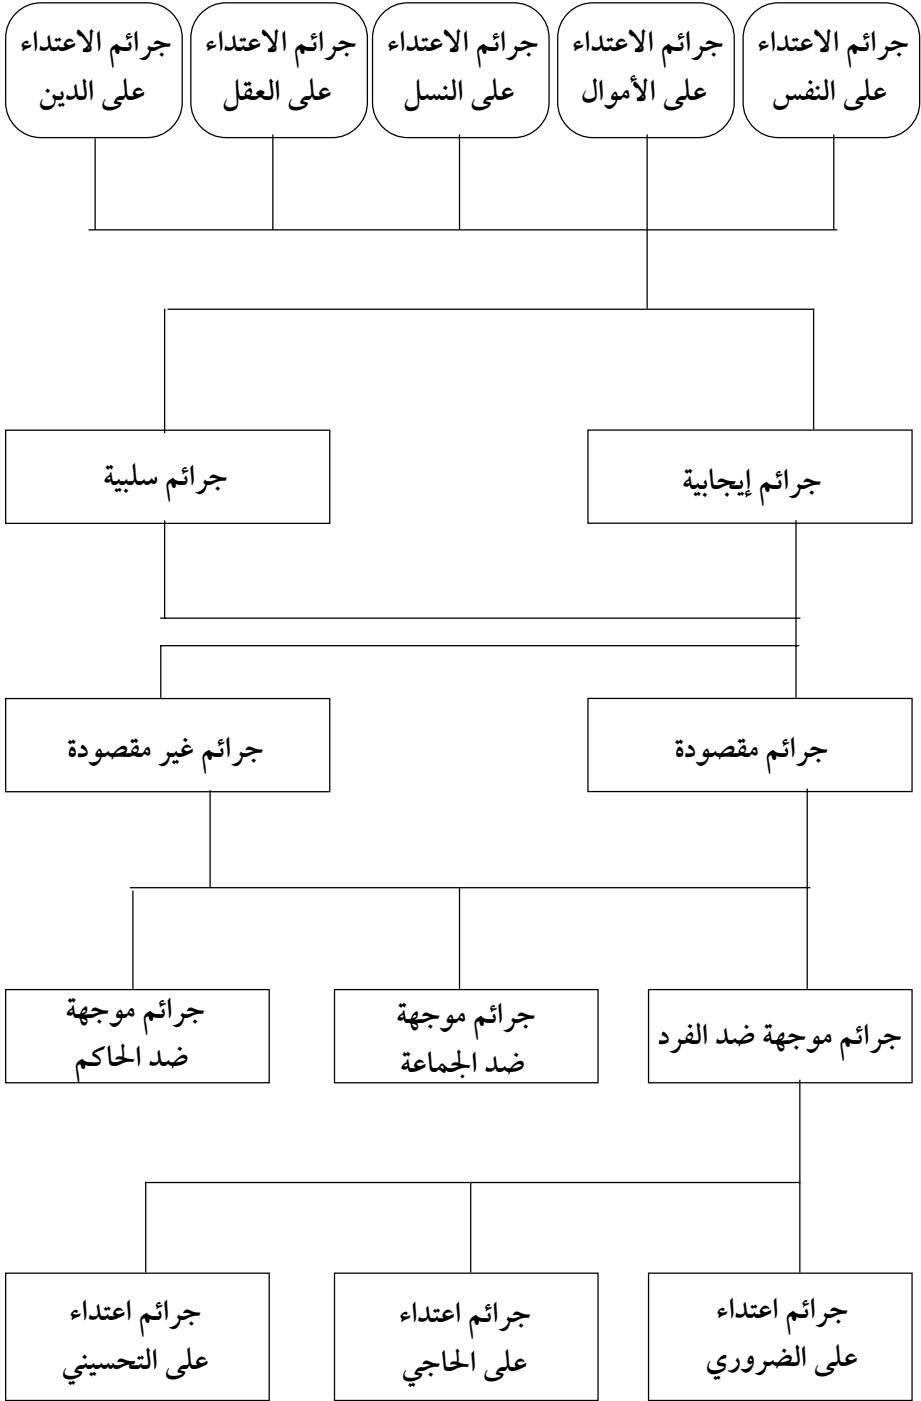 جرائم الاعتداء
على النفس
جرائم الاعتداء
على الأموال
جرائم الاعتداء
على النسل
جرائم الاعتداء
على العقل
جرائم الاعتداء
على الدين
جرائم إيجابية
جرائم سلبية
جرائم مقصودة
جرائم غير مقصودة
جرائم موجهة ضد الفرد
جرائم موجهة
ضد الجماعة
جرائم موجهة
ضد الحاكم
جرائم اعتداء
على الضروري
جرائم اعتداء
على الحاجي
جرائم اعتداء
على التحسيني